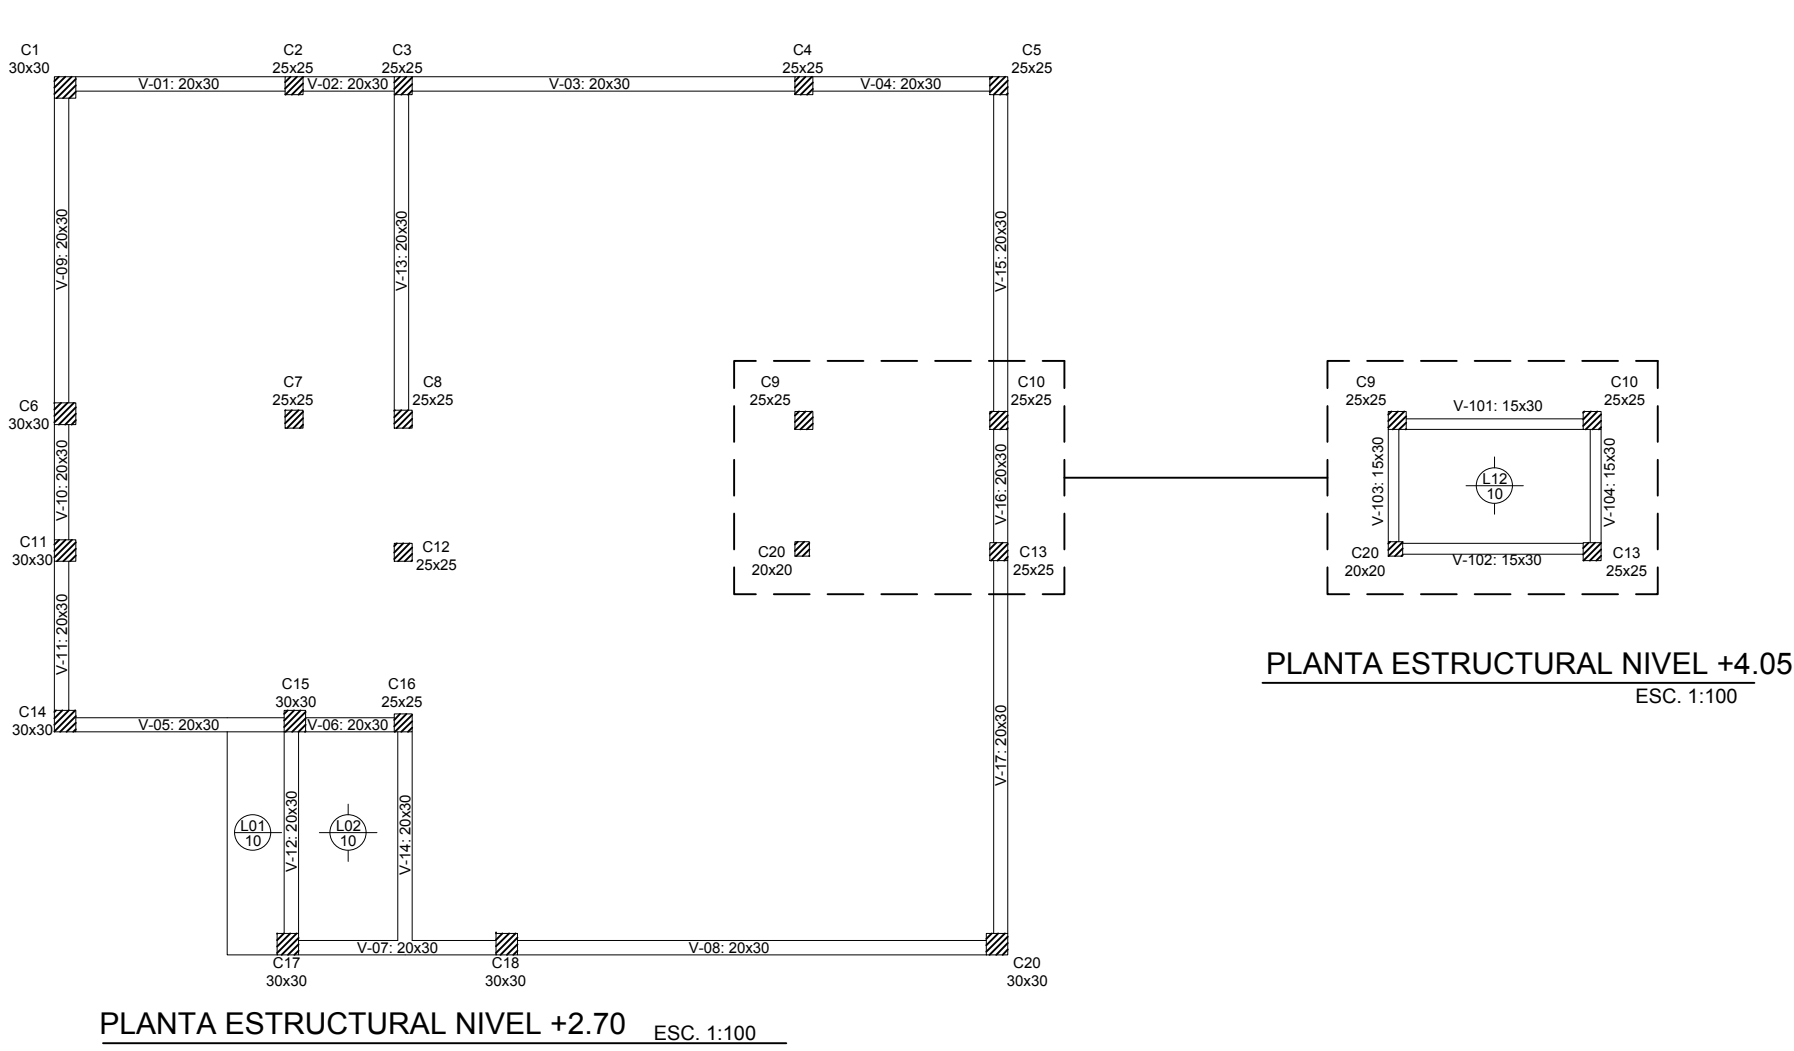 C1
30x30
C2
25x25
C3
25x25
C4
25x25
C5
25x25
V-01: 20x30
V-02: 20x30
V-03: 20x30
V-04: 20x30
V-09: 20x30
V-13: 20x30
V-15: 20x30
C6
30x30
C7
25x25
C8
25x25
C9
25x25
C10
25x25
V-10: 20x30
V-16: 20x30
C11
30x30
C12
25x25
C20
20x20
C13
25x25
V-11: 20x30
V-17: 20x30
C14
30x30
C15
30x30
C16
25x25
V-05: 20x30
V-06: 20x30
L01
10
V-12: 20x30
L02
10
V-14: 20x30
V-07: 20x30
V-08: 20x30
C17
30x30
C18
30x30
C20
30x30
PLANTA ESTRUCTURAL NIVEL +2.70
ESC. 1:100
C9
25x25
C10
25x25
V-101: 15x30
V-103: 15x30
L12
10
V-104: 15x30
C20
20x20
V-102: 15x30
C13
25x25
PLANTA ESTRUCTURAL NIVEL +4.05
ESC. 1:100